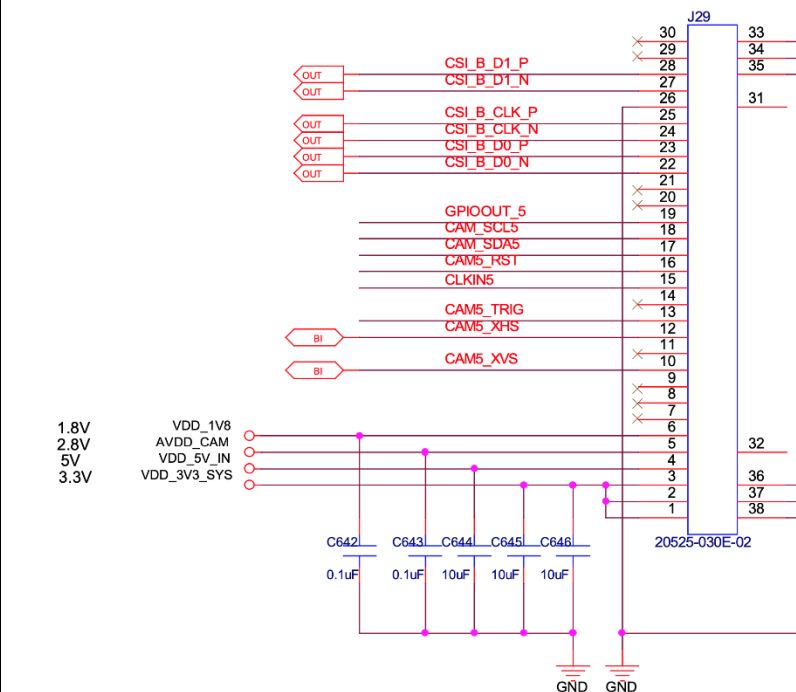 J29
30 33
29 34
CSI_B_D1_P 28 35
OUT
CSI_B_D1_N 27
OUT
26 31
CSI_B_CLK_P 25
OUT
CSI_B_CLK_N 24
OUT
CSI_B_D0_P 23
OUT
CSI_B_D0_N 22
OUT
21
20
GPIOOUT_5 19
CAM_SCL5 18
CAM_SDA5 17
CAM5_RST 16
CLKIN5 15
14
CAM5_TRIG 13
CAM5_XHS 12
BI
11
CAM5_XVS 10
BI
9
8
7
1.8V VDD_1V8 6
2.8V AVDD_CAM 5 32
5V VDD_5V_IN 4
3.3V VDD_3V3_SYS 3 36
2 37
1 38
C642 C643 C644 C645 C646 20525-030E-02
0.1uF 0.1uF 10uF 10uF 10uF
GND GND